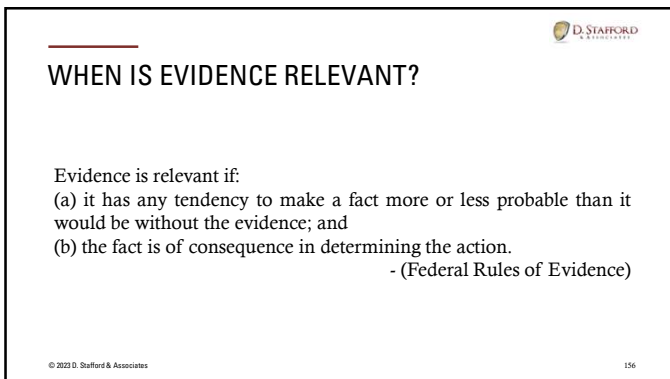 D. STAFFORD
& ASSOCIATES
WHEN IS EVIDENCE RELEVANT?
Evidence is relevant if:
(a) it has any tendency to make a fact more or less probable than it
would be without the evidence; and
(b) the fact is of consequence in determining the action.
- (Federal Rules of Evidence)
© 2023 D. Stafford & Associates
156